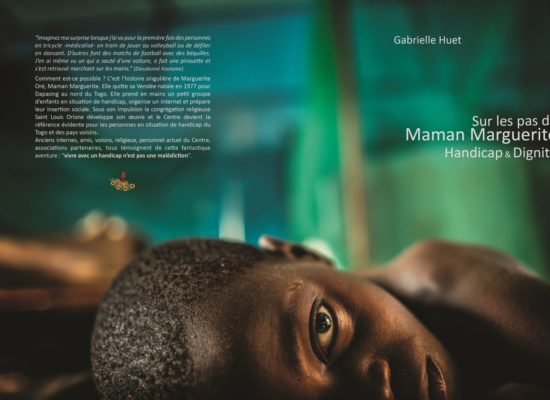 "Imaginez ma surprise lorsque j'ai vu pour la première fois des personnes
en tricycle -médicalisé- en train de jouer au volleyball ou de défiler
en dansant. D'autres font des matchs de football avec des béquilles.
J'en ai même vu un qui a sauté d'une voiture, a fait une pirouette et
s'est retrouvé marchant sur les mains." (Dieudonné Koutame)
Comment est-ce possible ? C'est l'histoire singulière de Marguerite
Oré, Maman Marguerite. Elle quitte sa Vendée natale en 1977 pour
Dapaong au nord du Togo. Elle prend en mains un petit groupe
d'enfants en situation de handicap, organise un internat et prépare
leur insertion sociale. Sous son impulsion la congrégation religieuse
Saint Louis Orione développe son œuvre et le Centre devient la
référence évidente pour les personnes en situation de handicap du
Togo et des pays voisins.
Anciens internes, amis, voisins, religieux, personnel actuel du Centre,
associations partenaires, tous témoignent de cette fantastique
aventure : "vivre avec un handicap n'est pas une malédiction".
Gabrielle Huet
Sur les pas d
Maman Marguerite
Handicap & Dignit